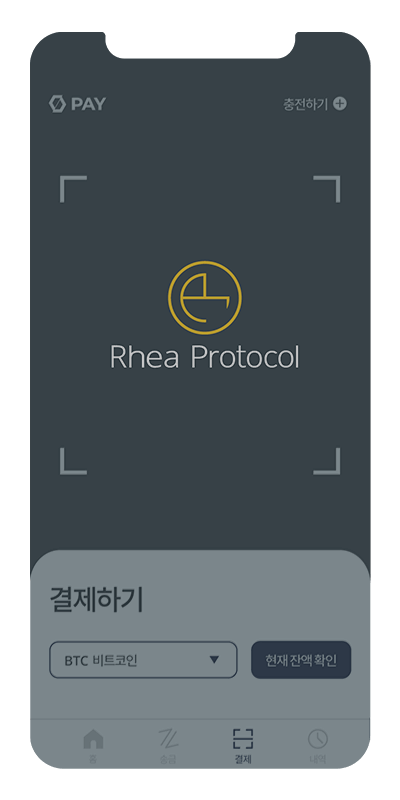 PAY
충전하기
Rhea Protocol
결제하기
BTC 비트코인
현재 잔액 확인
홈
송금
결제
내역